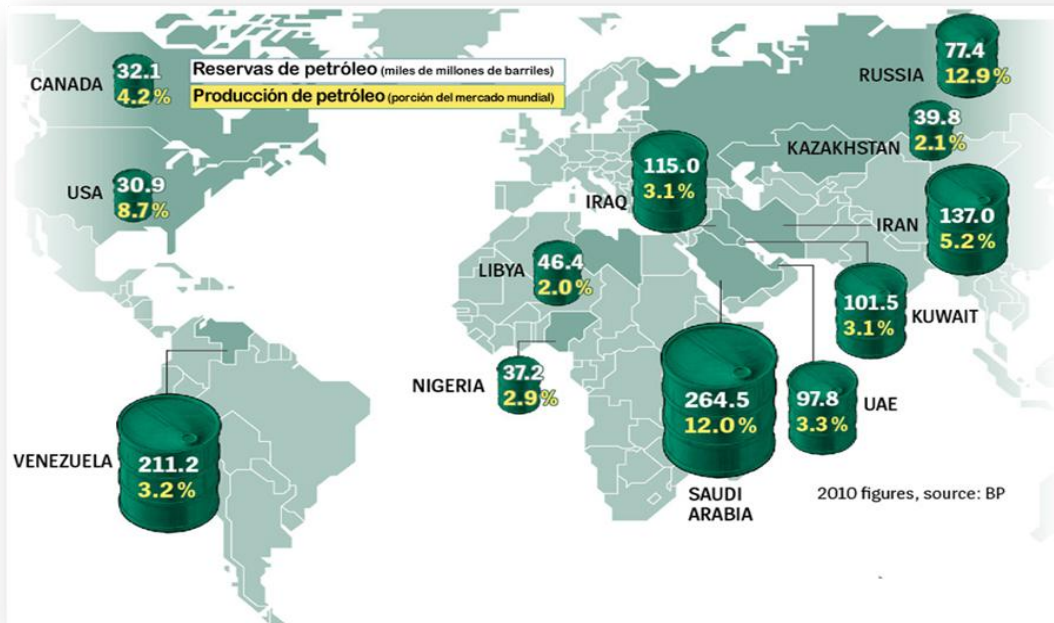 CANADA
32.1
4.2%
Reservas de petróleo (miles de millones de barriles)
Producción de petróleo (porción del mercado mundial)
77.4
12.9%
RUSSIA
39.8
2.1%
KAZAKHSTAN
USA
30.9
8.7%
115.0
3.1%
IRAQ
137.0
5.2%
IRAN
LIBYA
46.4
2.0%
101.5
3.1%
KUWAIT
NIGERIA
37.2
2.9%
264.5
12.0%
SAUDI
ARABIA
97.8
3.3%
UAE
VENEZUELA
211.2
3.2%
2010 figures, source: BP